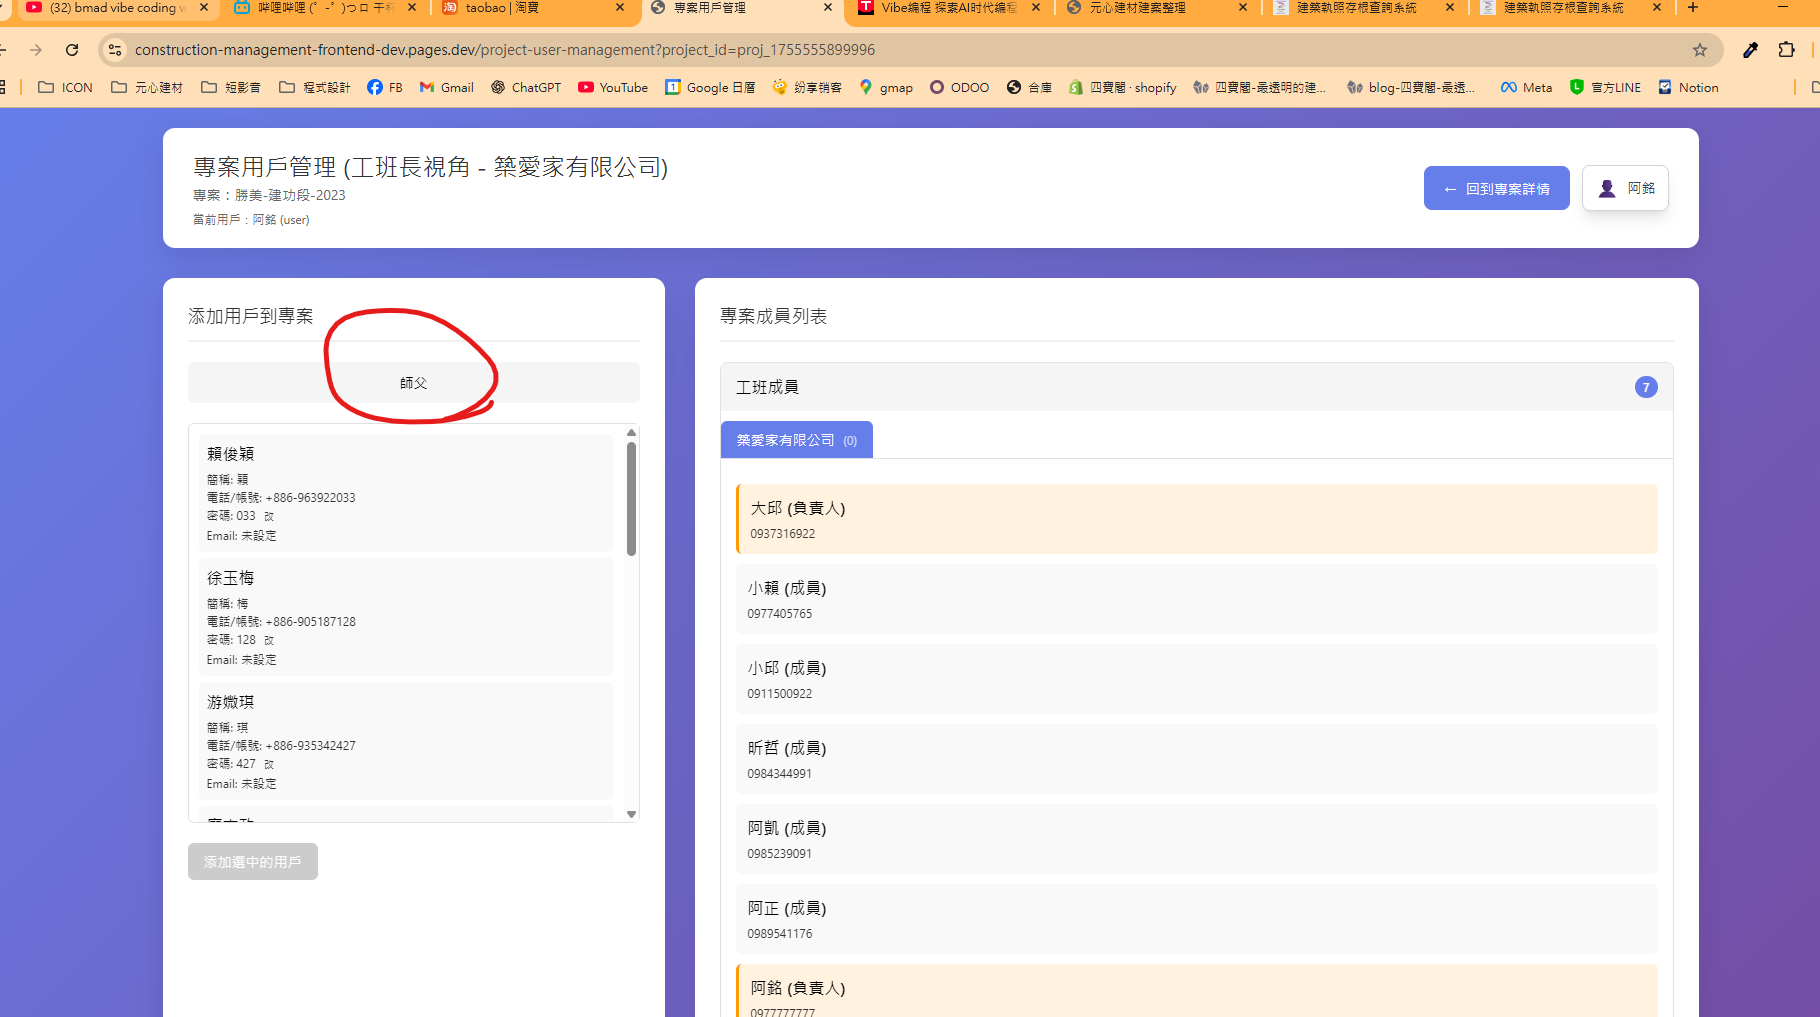 (32) bmad vibe coding
哔哩哔哩 (゜-゜)つロ 干杯
taobao | 淘寶
專案用戶管理
Vibe编程 探索AI时代编程
元心建材建案整理
建築執照存根查詢系統
建築執照存根查詢系統
construction-management-frontend-dev.pages.dev/project-user-management?project_id=proj_1755555899996
ICON
元心建材
短影音
程式設計
FB
Gmail
ChatGPT
YouTube
Google 日曆
纷享销客
gmap
ODOO
合庫
四寶閣 · shopify
四寶閣-最透明的建...
blog-四寶閣-最透...
Meta
官方LINE
Notion
專案用戶管理 (工班長視角 - 築愛家有限公司)
專案：勝美-建功段-2023
當前用戶：阿銘 (user)
← 回到專案詳情
阿銘
添加用戶到專案
師父
賴俊穎
簡稱: 穎
電話/帳號: +886-963922033
密碼: 033 改
Email: 未設定
徐玉梅
簡稱: 梅
電話/帳號: +886-905187128
密碼: 128 改
Email: 未設定
游媺琪
簡稱: 琪
電話/帳號: +886-935342427
密碼: 427 改
Email: 未設定
添加選中的用戶
專案成員列表
工班成員
7
築愛家有限公司 (0)
大邱 (負責人)
0937316922
小賴 (成員)
0977405765
小邱 (成員)
0911500922
昕哲 (成員)
0984344991
阿凱 (成員)
0985239091
阿正 (成員)
0989541176
阿銘 (負責人)
0977777777